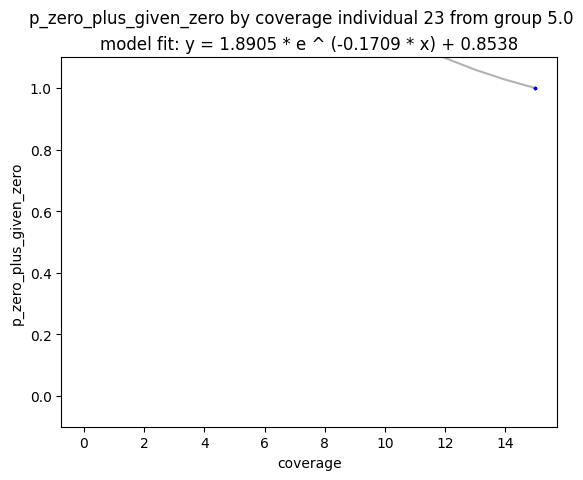 p_zero_plus_given_zero by coverage individual 23 from group 5.0
model fit: y = 1.8905 * e ^ (-0.1709 * x) + 0.8538
1.0
0.8
0.6
0.4
0.2
0.0
p_zero_plus_given_zero
0 2 4 6 8 10 12 14
coverage